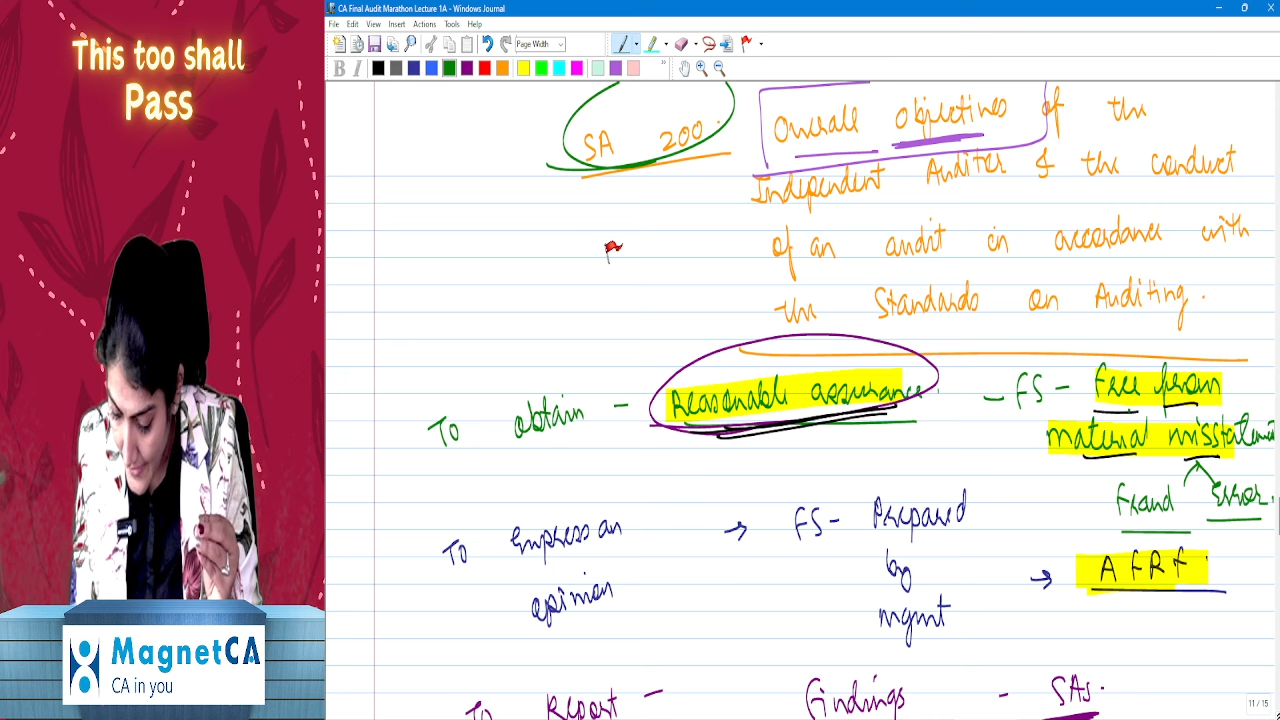 This too shall
Pass
MagnetCA
CA in you
CA Final Audit Marathon Lecture 1A - Windows Journal
File Edit View Insert Actions Tools Help
Page Width
B I
SA 200.
Overall objectives of the
Independent Auditor & the conduct
of an audit in accordance with
the Standards on Auditing.
To obtain - Reasonable assurance - FS - free from
material misstatement
Fraud Error.
To Express an → FS - Prepared
opinion by → AFRF.
mgmt
To Report - findings - SAs.
11 / 15